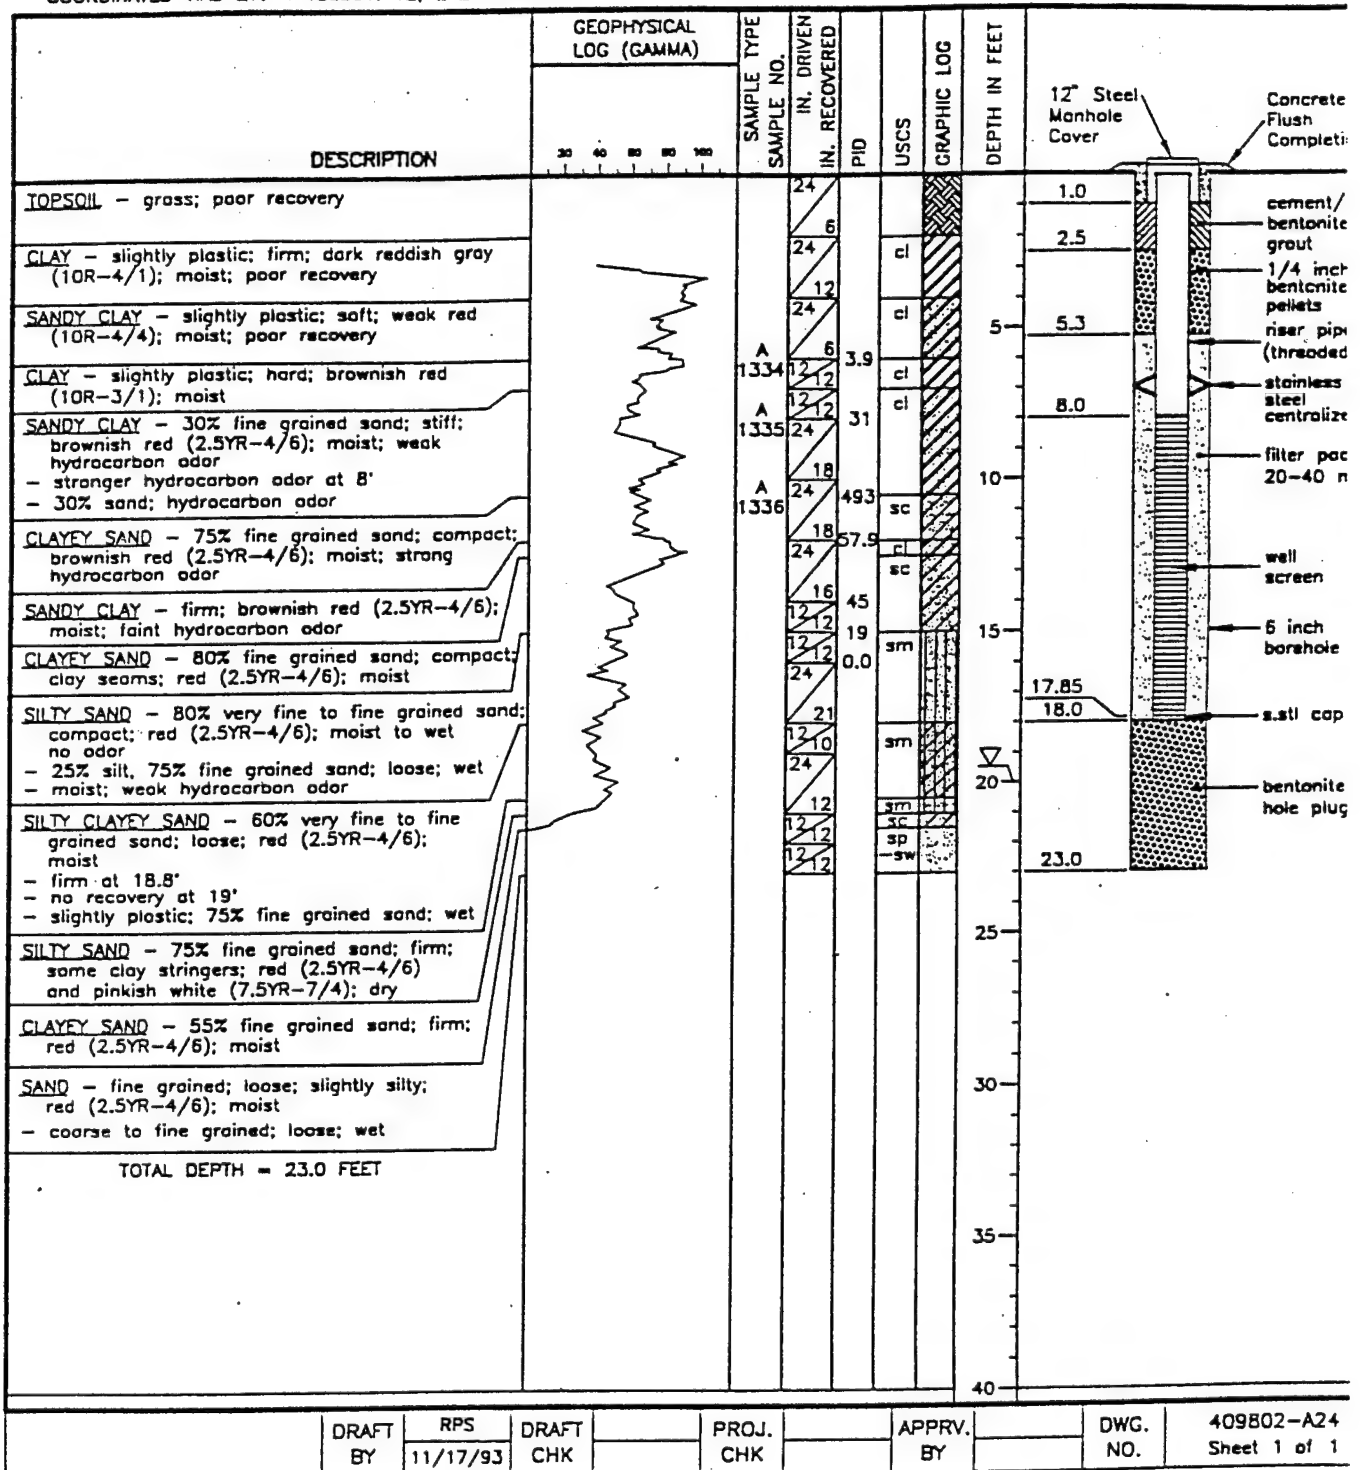 GEOPHYSICAL
LOG (GAMMA)
SAMPLE TYPE
SAMPLE NO.
IN. DRIVEN
IN. RECOVERED
PID
USCS
GRAPHIC LOG
DEPTH IN FEET
DESCRIPTION
40 60 80 100
12" Steel
Manhole
Cover
Concrete
Flush
TOPSOIL – grass; poor recovery
CLAY – slightly plastic; firm; dark reddish gray
(10R–4/1); moist; poor recovery
SANDY CLAY – slightly plastic; soft; weak red
(10R–4/4); moist; poor recovery
CLAY – slightly plastic; hard; brownish red
(10R–3/1); moist
SANDY CLAY – 30% fine grained sand; stiff;
brownish red (2.5YR–4/6); moist; weak
hydrocarbon odor
– stronger hydrocarbon odor at 8'
– 30% sand; hydrocarbon odor
CLAYEY SAND – 75% fine grained sand; compact;
brownish red (2.5YR–4/6); moist; strong
hydrocarbon odor
SANDY CLAY – firm; brownish red (2.5YR–4/6);
moist; faint hydrocarbon odor
CLAYEY SAND – 80% fine grained sand; compact;
clay seams; red (2.5YR–4/6); moist
SILTY SAND – 80% very fine to fine grained sand;
compact; red (2.5YR–4/6); moist to wet
no odor
– 25% silt, 75% fine grained sand; loose; wet
– moist; weak hydrocarbon odor
SILTY CLAYEY SAND – 60% very fine to fine
grained sand; loose; red (2.5YR–4/6);
moist
– firm at 18.8'
– no recovery at 19'
– slightly plastic; 75% fine grained sand; wet
SILTY SAND – 75% fine grained sand; firm;
some clay stringers; red (2.5YR–4/6)
and pinkish white (7.5YR–7/4); dry
CLAYEY SAND – 55% fine grained sand; firm;
red (2.5YR–4/6); moist
SAND – fine grained; loose; slightly silty;
red (2.5YR–4/6); moist
– coarse to fine grained; loose; wet
TOTAL DEPTH = 23.0 FEET
A
1334
A
1335
A
1336
24
6
24
12
24
6
12
12
12
12
24
18
24
18
24
16
12
12
12
12
24
21
12
10
24
12
12
12
12
12
3.9
31
493
57.9
45
19
0.0
cl
cl
cl
cl
sc
cl
sc
sm
sm
sm
sc
sp
–sw
5
10
15
20
25
30
35
40
1.0
2.5
5.3
8.0
17.85
18.0
23.0
cement/
bentonite
grout
1/4 inch
bentonite
pellets
riser pipe
(threaded
stainless
steel
filter
20–40
well
screen
6 inch
borehole
s.stl cap
bentonite
hole plug
DRAFT
BY
RPS
11/17/93
DRAFT
CHK
PROJ.
CHK
APPRV.
BY
DWG.
NO.
409802–A24
Sheet 1 of 1